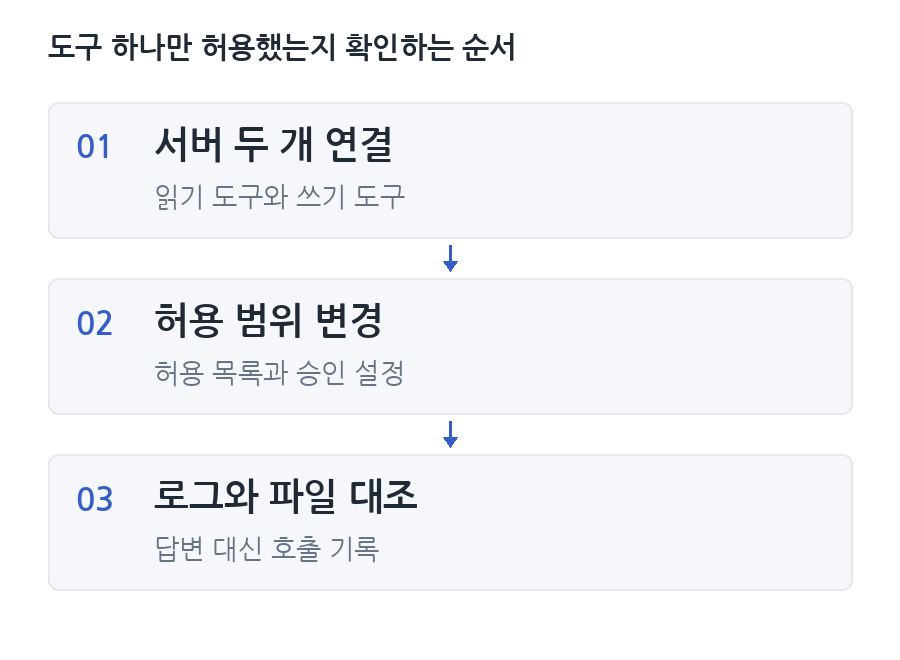 도구 하나만 허용했는지 확인하는 순서
01 서버 두 개 연결
읽기 도구와 쓰기 도구
02 허용 범위 변경
허용 목록과 승인 설정
03 로그와 파일 대조
답변 대신 호출 기록